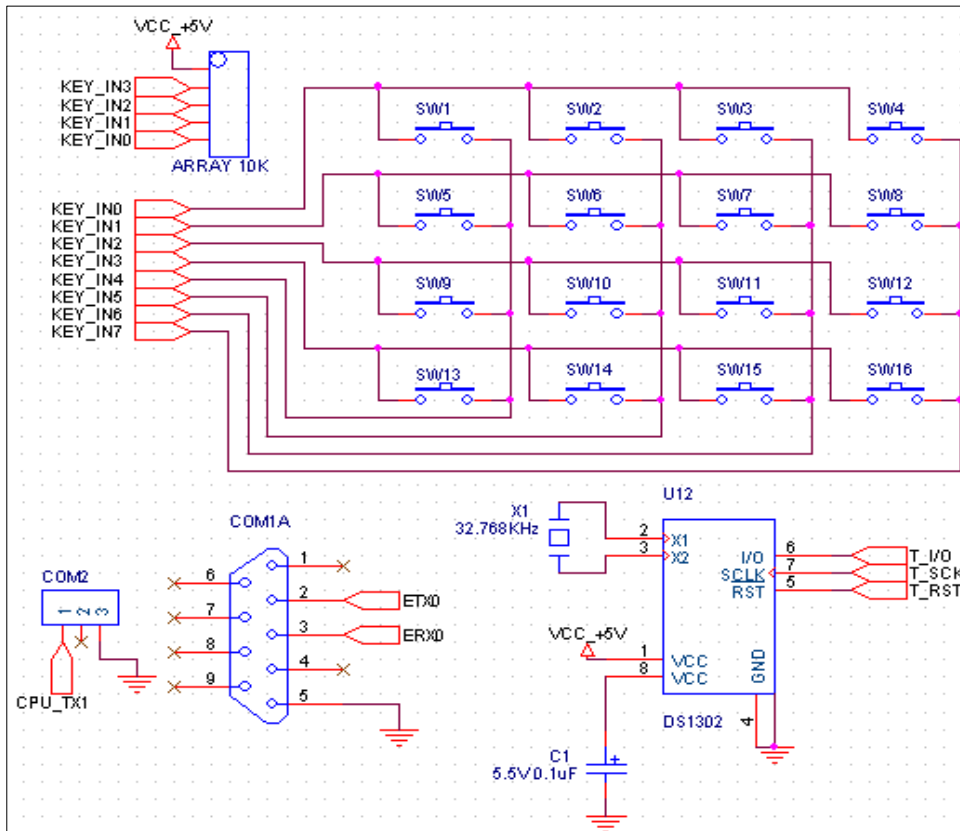 VCC_+5V
KEY_IN3
KEY_IN2
KEY_IN1
KEY_IN0
ARRAY 10K
SW1 SW2 SW3 SW4
KEY_IN0
KEY_IN1
KEY_IN2
KEY_IN3
KEY_IN4
KEY_IN5
KEY_IN6
KEY_IN7
SW5 SW6 SW7 SW8
SW9 SW10 SW11 SW12
SW13 SW14 SW15 SW16
COM2
1 2 3
CPU_TX1
COM1A
1
6
2 ETX0
7
3 ERX0
8
4
9
5
X1
32.768KHz
U12
2 X1
3 X2
I/O 6 T_I/O
SCLK 7 T_SCK
RST 5 T_RST
VCC_+5V
1 VCC
8 VCC
GND
4
DS1302
C1
+
5.5V0.1uF